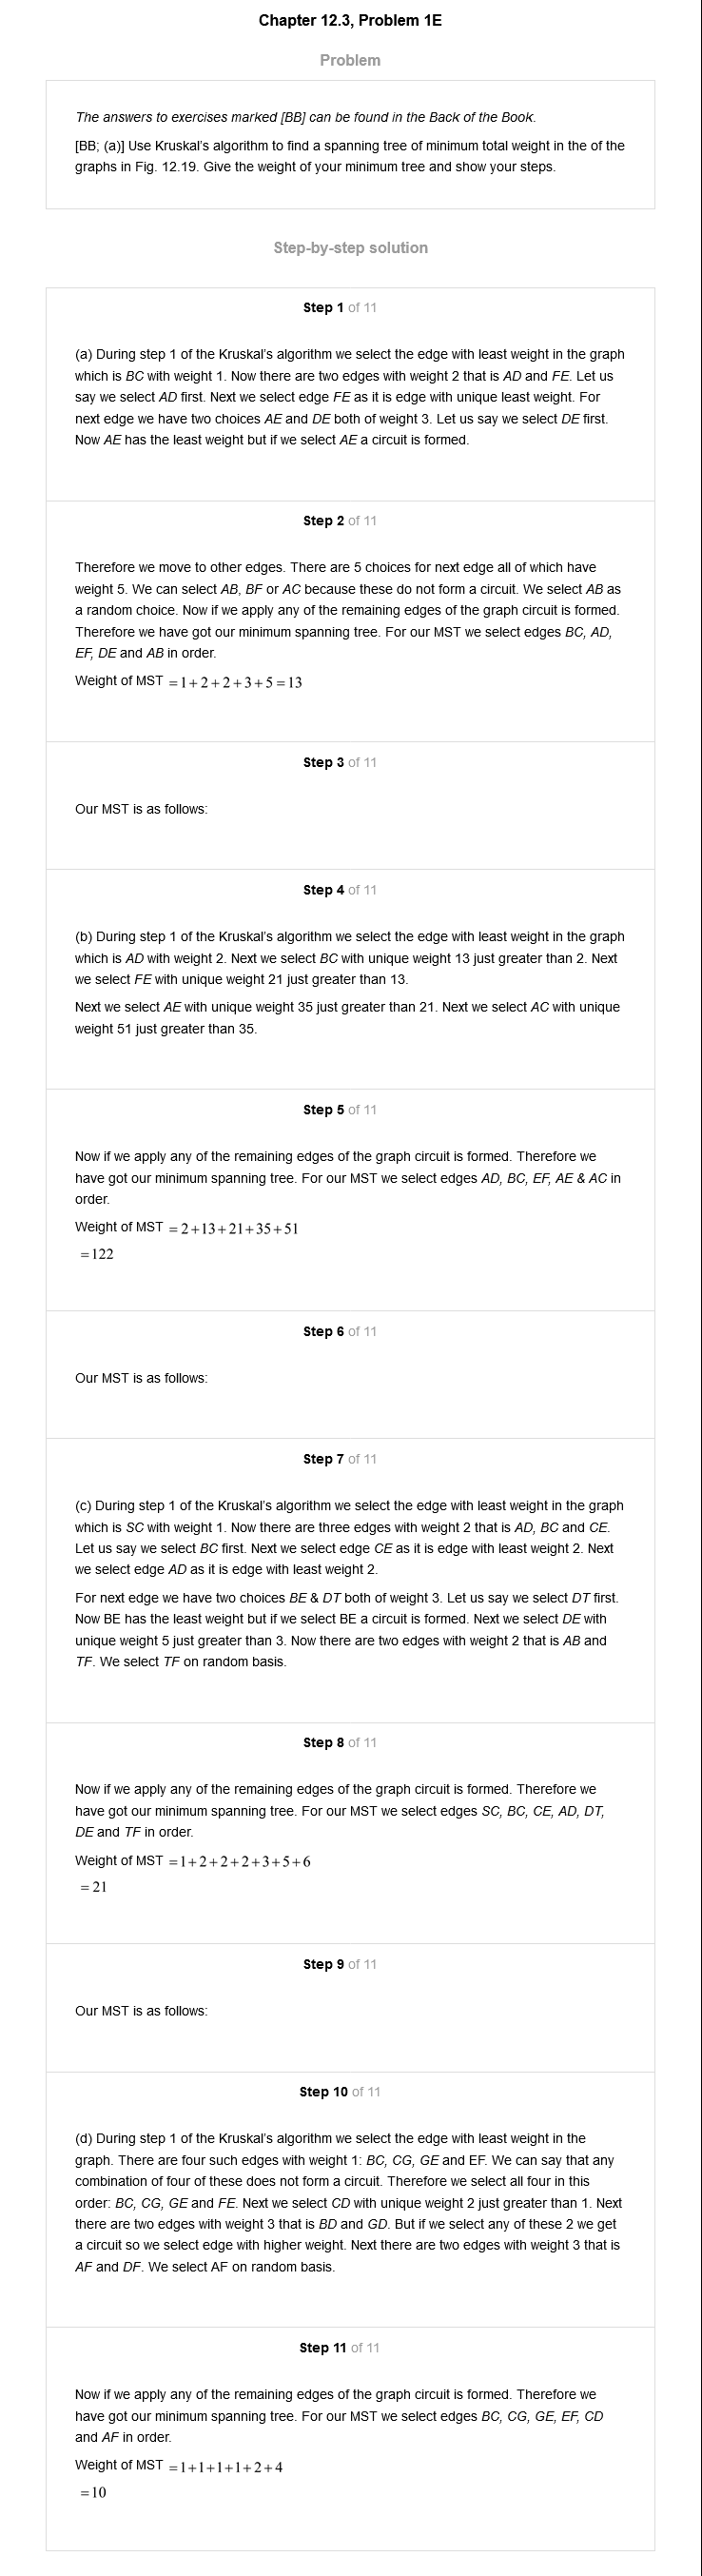 Chapter 12.3, Problem 1E
Problem
The answers to exercises marked [BB] can be found in the Back of the Book.
[BB; (a)] Use Kruskal's algorithm to find a spanning tree of minimum total weight in the of the
graphs in Fig. 12.19. Give the weight of your minimum tree and show your steps.
Step-by-step solution
Step 1 of 11
(a) During step 1 of the Kruskal's algorithm we select the edge with least weight in the graph
which is BC with weight 1. Now there are two edges with weight 2 that is AD and FE. Let us
say we select AD first. Next we select edge FE as it is edge with unique least weight. For
next edge we have two choices AE and DE both of weight 3. Let us say we select DE first.
Now AE has the least weight but if we select AE a circuit is formed.
Step 2 of 11
Therefore we move to other edges. There are 5 choices for next edge all of which have
weight 5. We can select AB, BF or AC because these do not form a circuit. We select AB as
a random choice. Now if we apply any of the remaining edges of the graph circuit is formed.
Therefore we have got our minimum spanning tree. For our MST we select edges BC, AD,
EF, DE and AB in order.
Weight of MST =1+2+2+3+5=13
Step 3 of 11
Our MST is as follows:
Step 4 of 11
(b) During step 1 of the Kruskal's algorithm we select the edge with least weight in the graph
which is AD with weight 2. Next we select BC with unique weight 13 just greater than 2. Next
we select FE with unique weight 21 just greater than 13.
Next we select AE with unique weight 35 just greater than 21. Next we select AC with unique
weight 51 just greater than 35.
Step 5 of 11
Now if we apply any of the remaining edges of the graph circuit is formed. Therefore we
have got our minimum spanning tree. For our MST we select edges AD, BC, EF, AE & AC in
order.
Weight of MST =2+13+21+35+51
=122
Step 6 of 11
Our MST is as follows:
Step 7 of 11
(c) During step 1 of the Kruskal's algorithm we select the edge with least weight in the graph
which is SC with weight 1. Now there are three edges with weight 2 that is AD, BC and CE.
Let us say we select BC first. Next we select edge CE as it is edge with least weight 2. Next
we select edge AD as it is edge with least weight 2.
For next edge we have two choices BE & DT both of weight 3. Let us say we select DT first.
Now BE has the least weight but if we select BE a circuit is formed. Next we select DE with
unique weight 5 just greater than 3. Now there are two edges with weight 2 that is AB and
TF. We select TF on random basis.
Step 8 of 11
Now if we apply any of the remaining edges of the graph circuit is formed. Therefore we
have got our minimum spanning tree. For our MST we select edges SC, BC, CE, AD, DT,
DE and TF in order.
Weight of MST =1+2+2+2+3+5+6
=21
Step 9 of 11
Our MST is as follows:
Step 10 of 11
(d) During step 1 of the Kruskal's algorithm we select the edge with least weight in the
graph. There are four such edges with weight 1: BC, CG, GE and EF. We can say that any
combination of four of these does not form a circuit. Therefore we select all four in this
order: BC, CG, GE and FE. Next we select CD with unique weight 2 just greater than 1. Next
there are two edges with weight 3 that is BD and GD. But if we select any of these 2 we get
a circuit so we select edge with higher weight. Next there are two edges with weight 3 that is
AF and DF. We select AF on random basis.
Step 11 of 11
Now if we apply any of the remaining edges of the graph circuit is formed. Therefore we
have got our minimum spanning tree. For our MST we select edges BC, CG, GE, EF, CD
and AF in order.
Weight of MST =1+1+1+1+2+4
=10